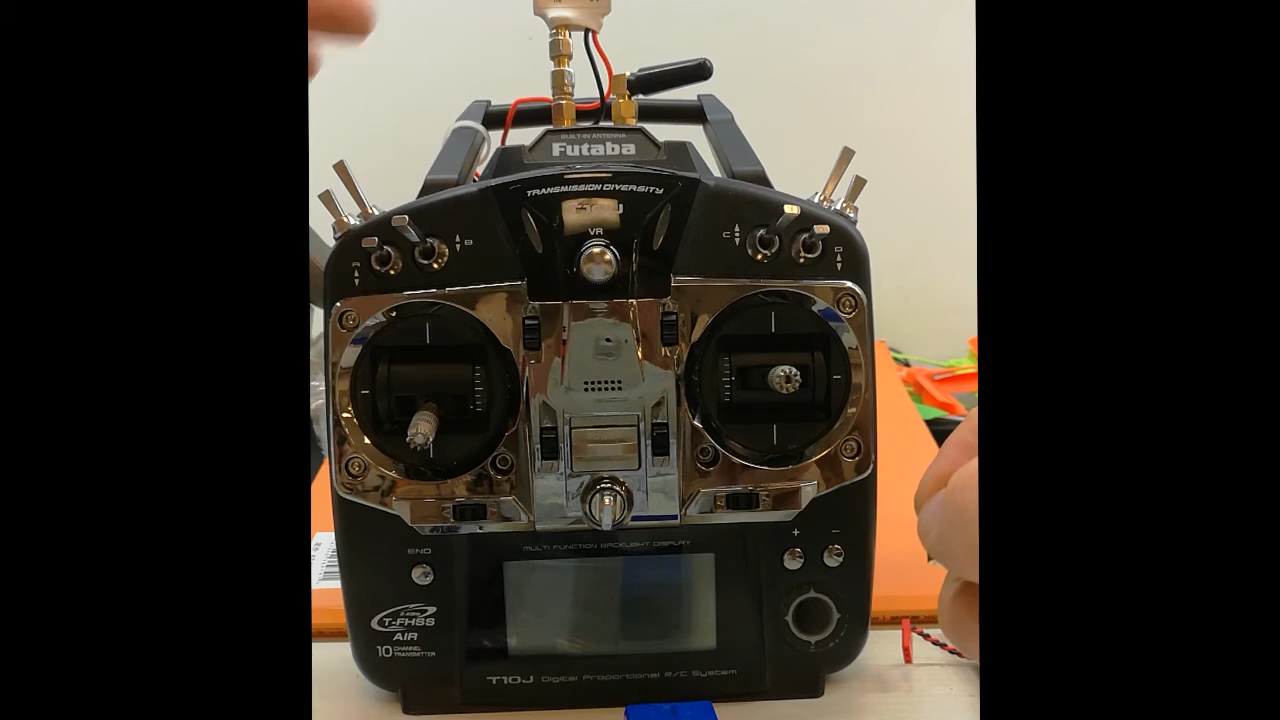 IN
BUILT-IN ANTENNA
Futaba
TRANSMISSION DIVERSITY
VR
A
B
C
D
END
MULTI FUNCTION BACKLIGHT DISPLAY
+
−
2.4GHz
T-FHSS
AIR
10 CHANNEL
TRANSMITTER
T10J Digital Proportional R/C System